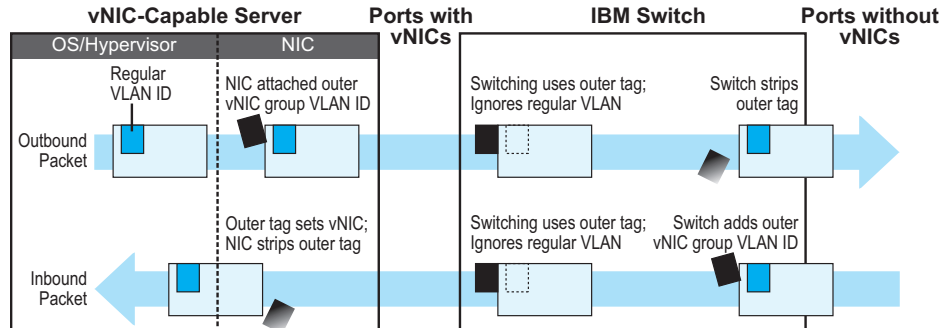 vNIC-Capable Server
Ports with
vNICs
IBM Switch
Ports without
vNICs
OS/Hypervisor
NIC
Regular
VLAN ID
NIC attached outer
vNIC group VLAN ID
Switching uses outer tag;
Ignores regular VLAN
Switch strips
outer tag
Outbound
Packet
Outer tag sets vNIC;
NIC strips outer tag
Switching uses outer tag;
Ignores regular VLAN
Switch adds outer
vNIC group VLAN ID
Inbound
Packet